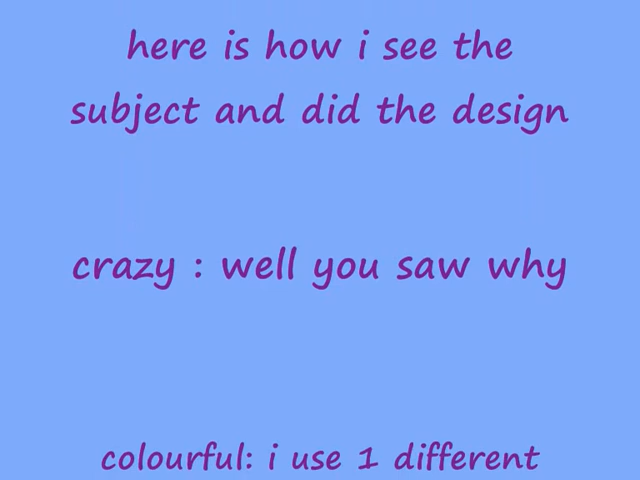 here is how i see the
subject and did the design
crazy : well you saw why
colourful: i use 1 different